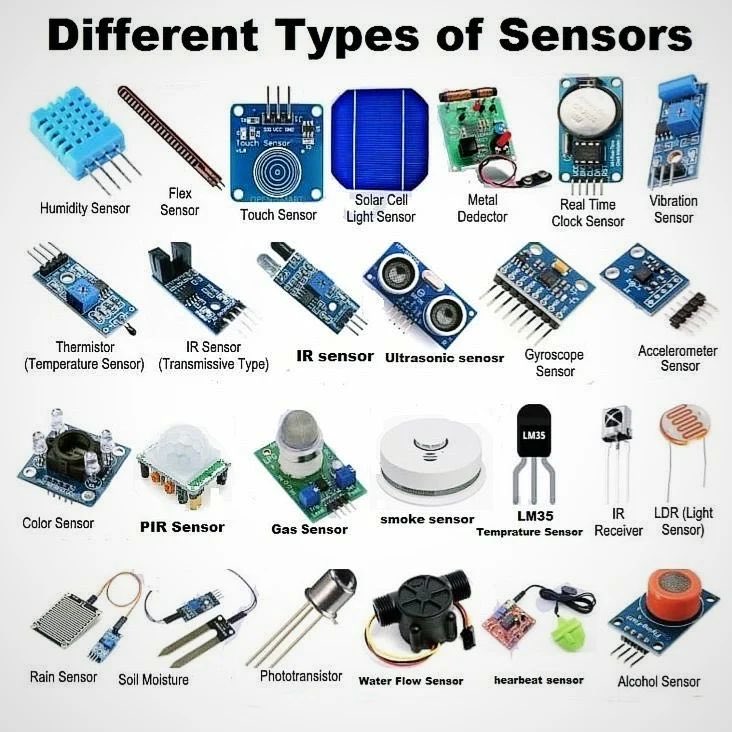 Different Types of Sensors
Humidity Sensor
Flex
Sensor
Touch Sensor
Touch Sensor
Solar Cell
Light Sensor
Metal
Dedector
Real Time
Clock Sensor
Vibration
Sensor
Thermistor
(Temperature Sensor)
IR Sensor
(Transmissive Type)
IR sensor
Ultrasonic senosr
Gyroscope
Sensor
Accelerometer
Sensor
Color Sensor
PIR Sensor
Gas Sensor
smoke sensor
LM35
LM35
Temprature Sensor
IR
Receiver
LDR (Light
Sensor)
Rain Sensor
Soil Moisture
Phototransistor
Water Flow Sensor
hearbeat sensor
Alcohol Sensor